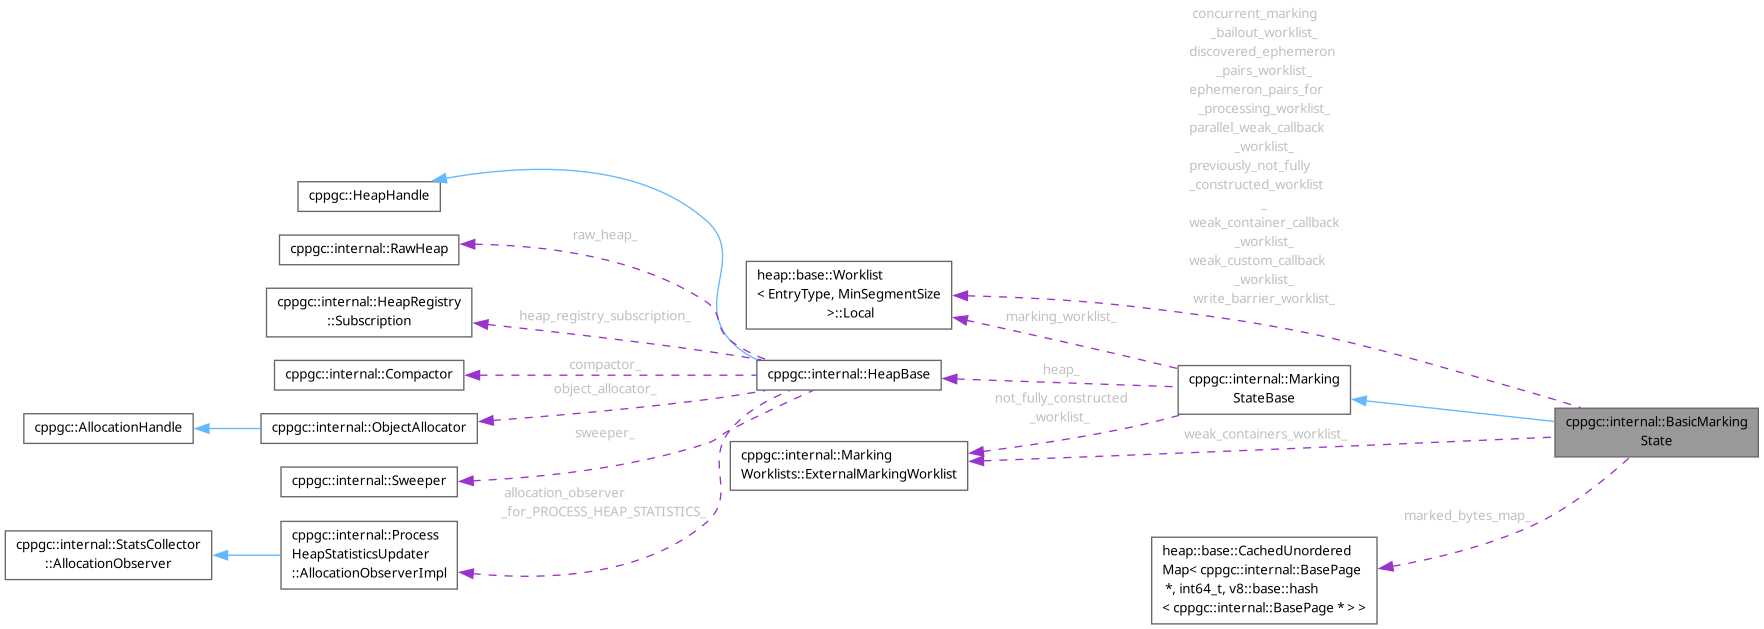 concurrent_marking
_bailout_worklist_
discovered_ephemeron
_pairs_worklist_
ephemeron_pairs_for
_processing_worklist_
parallel_weak_callback
_worklist_
previously_not_fully
_constructed_worklist
_
weak_container_callback
_worklist_
weak_custom_callback
_worklist_
write_barrier_worklist_
cppgc::HeapHandle
raw_heap_
cppgc::internal::RawHeap
heap::base::Worklist
< EntryType, MinSegmentSize
>::Local
cppgc::internal::HeapRegistry
::Subscription
heap_registry_subscription_
marking_worklist_
compactor_
cppgc::internal::Compactor
cppgc::internal::HeapBase
heap_
cppgc::internal::Marking
StateBase
object_allocator_
not_fully_constructed
_worklist_
cppgc::AllocationHandle
cppgc::internal::ObjectAllocator
cppgc::internal::BasicMarking
State
sweeper_
weak_containers_worklist_
cppgc::internal::Marking
Worklists::ExternalMarkingWorklist
cppgc::internal::Sweeper
allocation_observer
_for_PROCESS_HEAP_STATISTICS_
marked_bytes_map_
cppgc::internal::StatsCollector
::AllocationObserver
cppgc::internal::Process
HeapStatisticsUpdater
::AllocationObserverImpl
heap::base::CachedUnordered
Map< cppgc::internal::BasePage
*, int64_t, v8::base::hash
< cppgc::internal::BasePage * > >